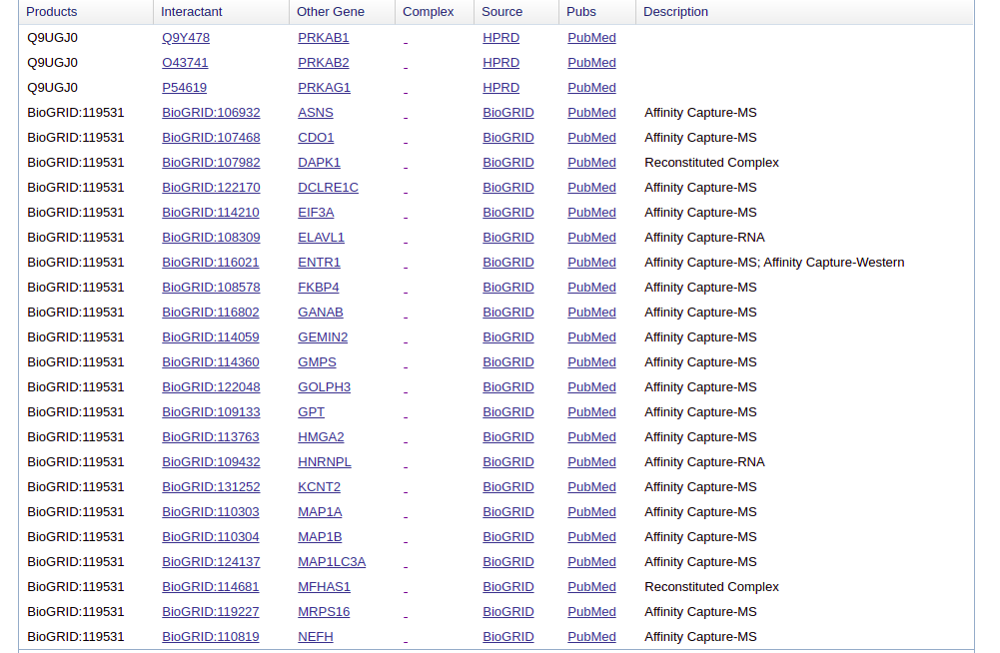 Products Interactant Other Gene Complex Source Pubs Description
Q9UGJ0 Q9Y478 PRKAB1 - HPRD PubMed
Q9UGJ0 O43741 PRKAB2 - HPRD PubMed
Q9UGJ0 P54619 PRKAG1 - HPRD PubMed
BioGRID:119531 BioGRID:106932 ASNS - BioGRID PubMed Affinity Capture-MS
BioGRID:119531 BioGRID:107468 CDO1 - BioGRID PubMed Affinity Capture-MS
BioGRID:119531 BioGRID:107982 DAPK1 - BioGRID PubMed Reconstituted Complex
BioGRID:119531 BioGRID:122170 DCLRE1C - BioGRID PubMed Affinity Capture-MS
BioGRID:119531 BioGRID:114210 EIF3A - BioGRID PubMed Affinity Capture-MS
BioGRID:119531 BioGRID:108309 ELAVL1 - BioGRID PubMed Affinity Capture-RNA
BioGRID:119531 BioGRID:116021 ENTR1 - BioGRID PubMed Affinity Capture-MS; Affinity Capture-Western
BioGRID:119531 BioGRID:108578 FKBP4 - BioGRID PubMed Affinity Capture-MS
BioGRID:119531 BioGRID:116802 GANAB - BioGRID PubMed Affinity Capture-MS
BioGRID:119531 BioGRID:114059 GEMIN2 - BioGRID PubMed Affinity Capture-MS
BioGRID:119531 BioGRID:114360 GMPS - BioGRID PubMed Affinity Capture-MS
BioGRID:119531 BioGRID:122048 GOLPH3 - BioGRID PubMed Affinity Capture-MS
BioGRID:119531 BioGRID:109133 GPT - BioGRID PubMed Affinity Capture-MS
BioGRID:119531 BioGRID:113763 HMGA2 - BioGRID PubMed Affinity Capture-MS
BioGRID:119531 BioGRID:109432 HNRNPL - BioGRID PubMed Affinity Capture-RNA
BioGRID:119531 BioGRID:131252 KCNT2 - BioGRID PubMed Affinity Capture-MS
BioGRID:119531 BioGRID:110303 MAP1A - BioGRID PubMed Affinity Capture-MS
BioGRID:119531 BioGRID:110304 MAP1B - BioGRID PubMed Affinity Capture-MS
BioGRID:119531 BioGRID:124137 MAP1LC3A - BioGRID PubMed Affinity Capture-MS
BioGRID:119531 BioGRID:114681 MFHAS1 - BioGRID PubMed Reconstituted Complex
BioGRID:119531 BioGRID:119227 MRPS16 - BioGRID PubMed Affinity Capture-MS
BioGRID:119531 BioGRID:110819 NEFH - BioGRID PubMed Affinity Capture-MS